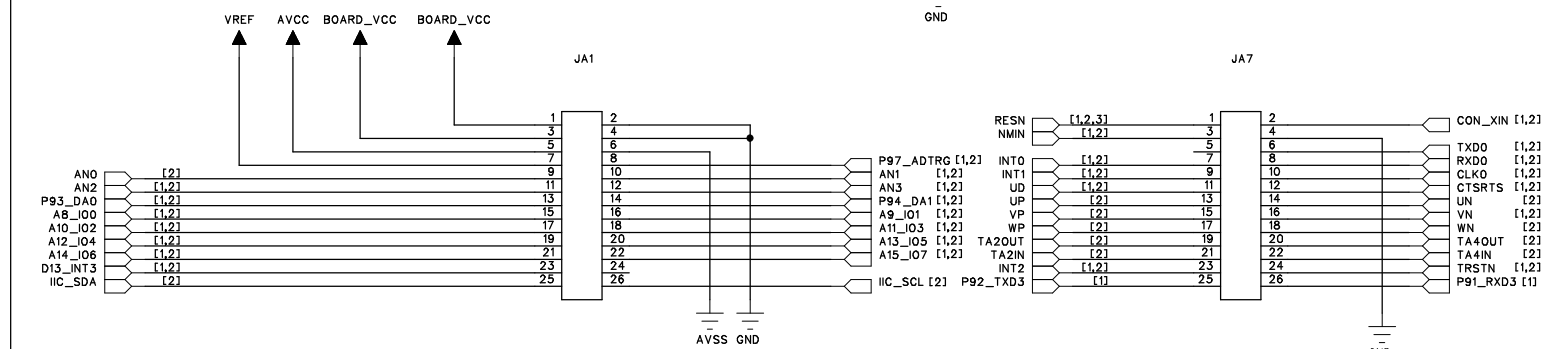 GND
VREF AVCC BOARD_VCC BOARD_VCC
JA1 JA7
1 2 RESN [1,2,3] 1 2 CON_XIN [1,2]
3 4 NMIN [1,2] 3 4
5 6 5 6 TXD0 [1,2]
7 8 P97_ADTRG [1,2] INT0 [1,2] 7 8 RXD0 [1,2]
AN0 [2] 9 10 AN1 [1,2] INT1 [1,2] 9 10 CLK0 [1,2]
AN2 [1,2] 11 12 AN3 [1,2] UD [1,2] 11 12 CTSRTS [1,2]
P93_DA0 [1,2] 13 14 P94_DA1 [1,2] UP [2] 13 14 UN [2]
A8_IO0 [1,2] 15 16 A9_IO1 [1,2] VP [2] 15 16 VN [1,2]
A10_IO2 [1,2] 17 18 A11_IO3 [1,2] WP [2] 17 18 WN [2]
A12_IO4 [1,2] 19 20 A13_IO5 [1,2] TA2OUT [2] 19 20 TA4OUT [2]
A14_IO6 [1,2] 21 22 A15_IO7 [1,2] TA2IN [2] 21 22 TA4IN [2]
D13_INT3 [1,2] 23 24 INT2 [1,2] 23 24 TRSTN [1,2]
IIC_SDA [2] 25 26 IIC_SCL [2] P92_TXD3 [1] 25 26 P91_RXD3 [1]
AVSS GND